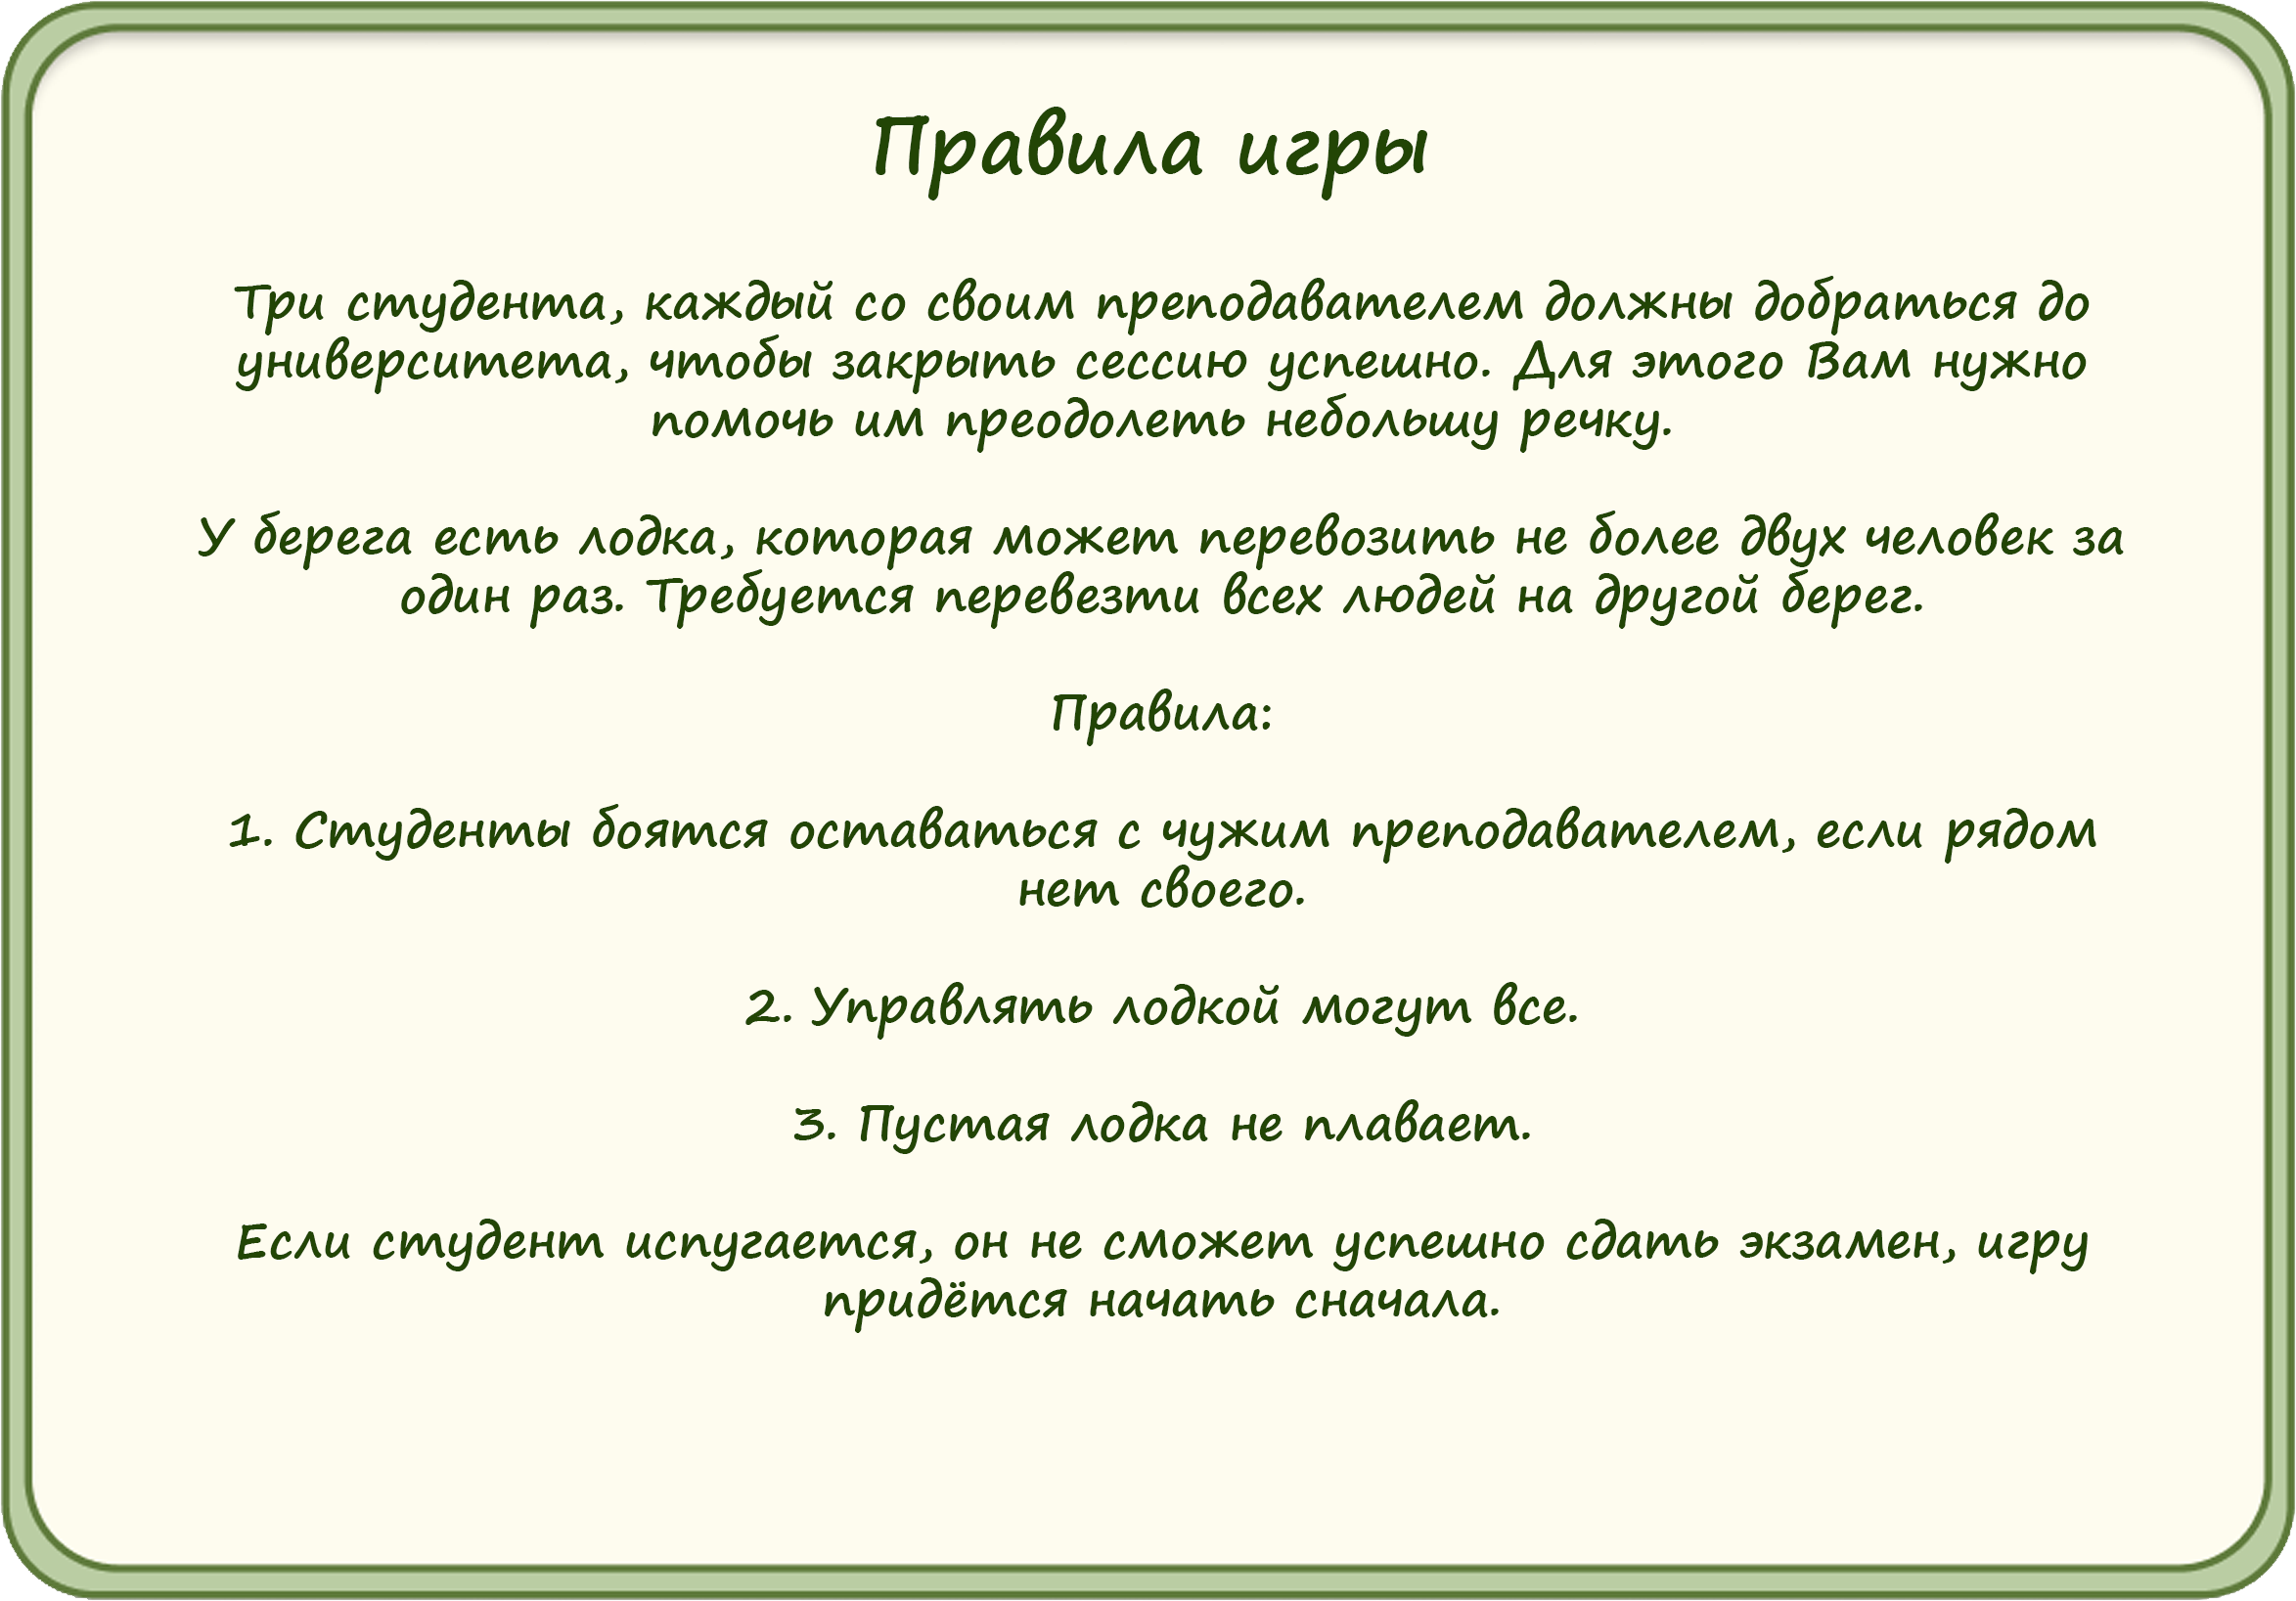 Правила игры
Три студента, каждый со своим преподавателем должны добраться до
университета, чтобы закрыть сессию успешно. Для этого Вам нужно
помочь им преодолеть небольшу речку.
У берега есть лодка, которая может перевозить не более двух человек за
один раз. Требуется перевезти всех людей на другой берег.
Правила:
1. Студенты боятся оставаться с чужим преподавателем, если рядом
нет своего.
2. Управлять лодкой могут все.
3. Пустая лодка не плавает.
Если студент испугается, он не сможет успешно сдать экзамен, игру
придётся начать сначала.